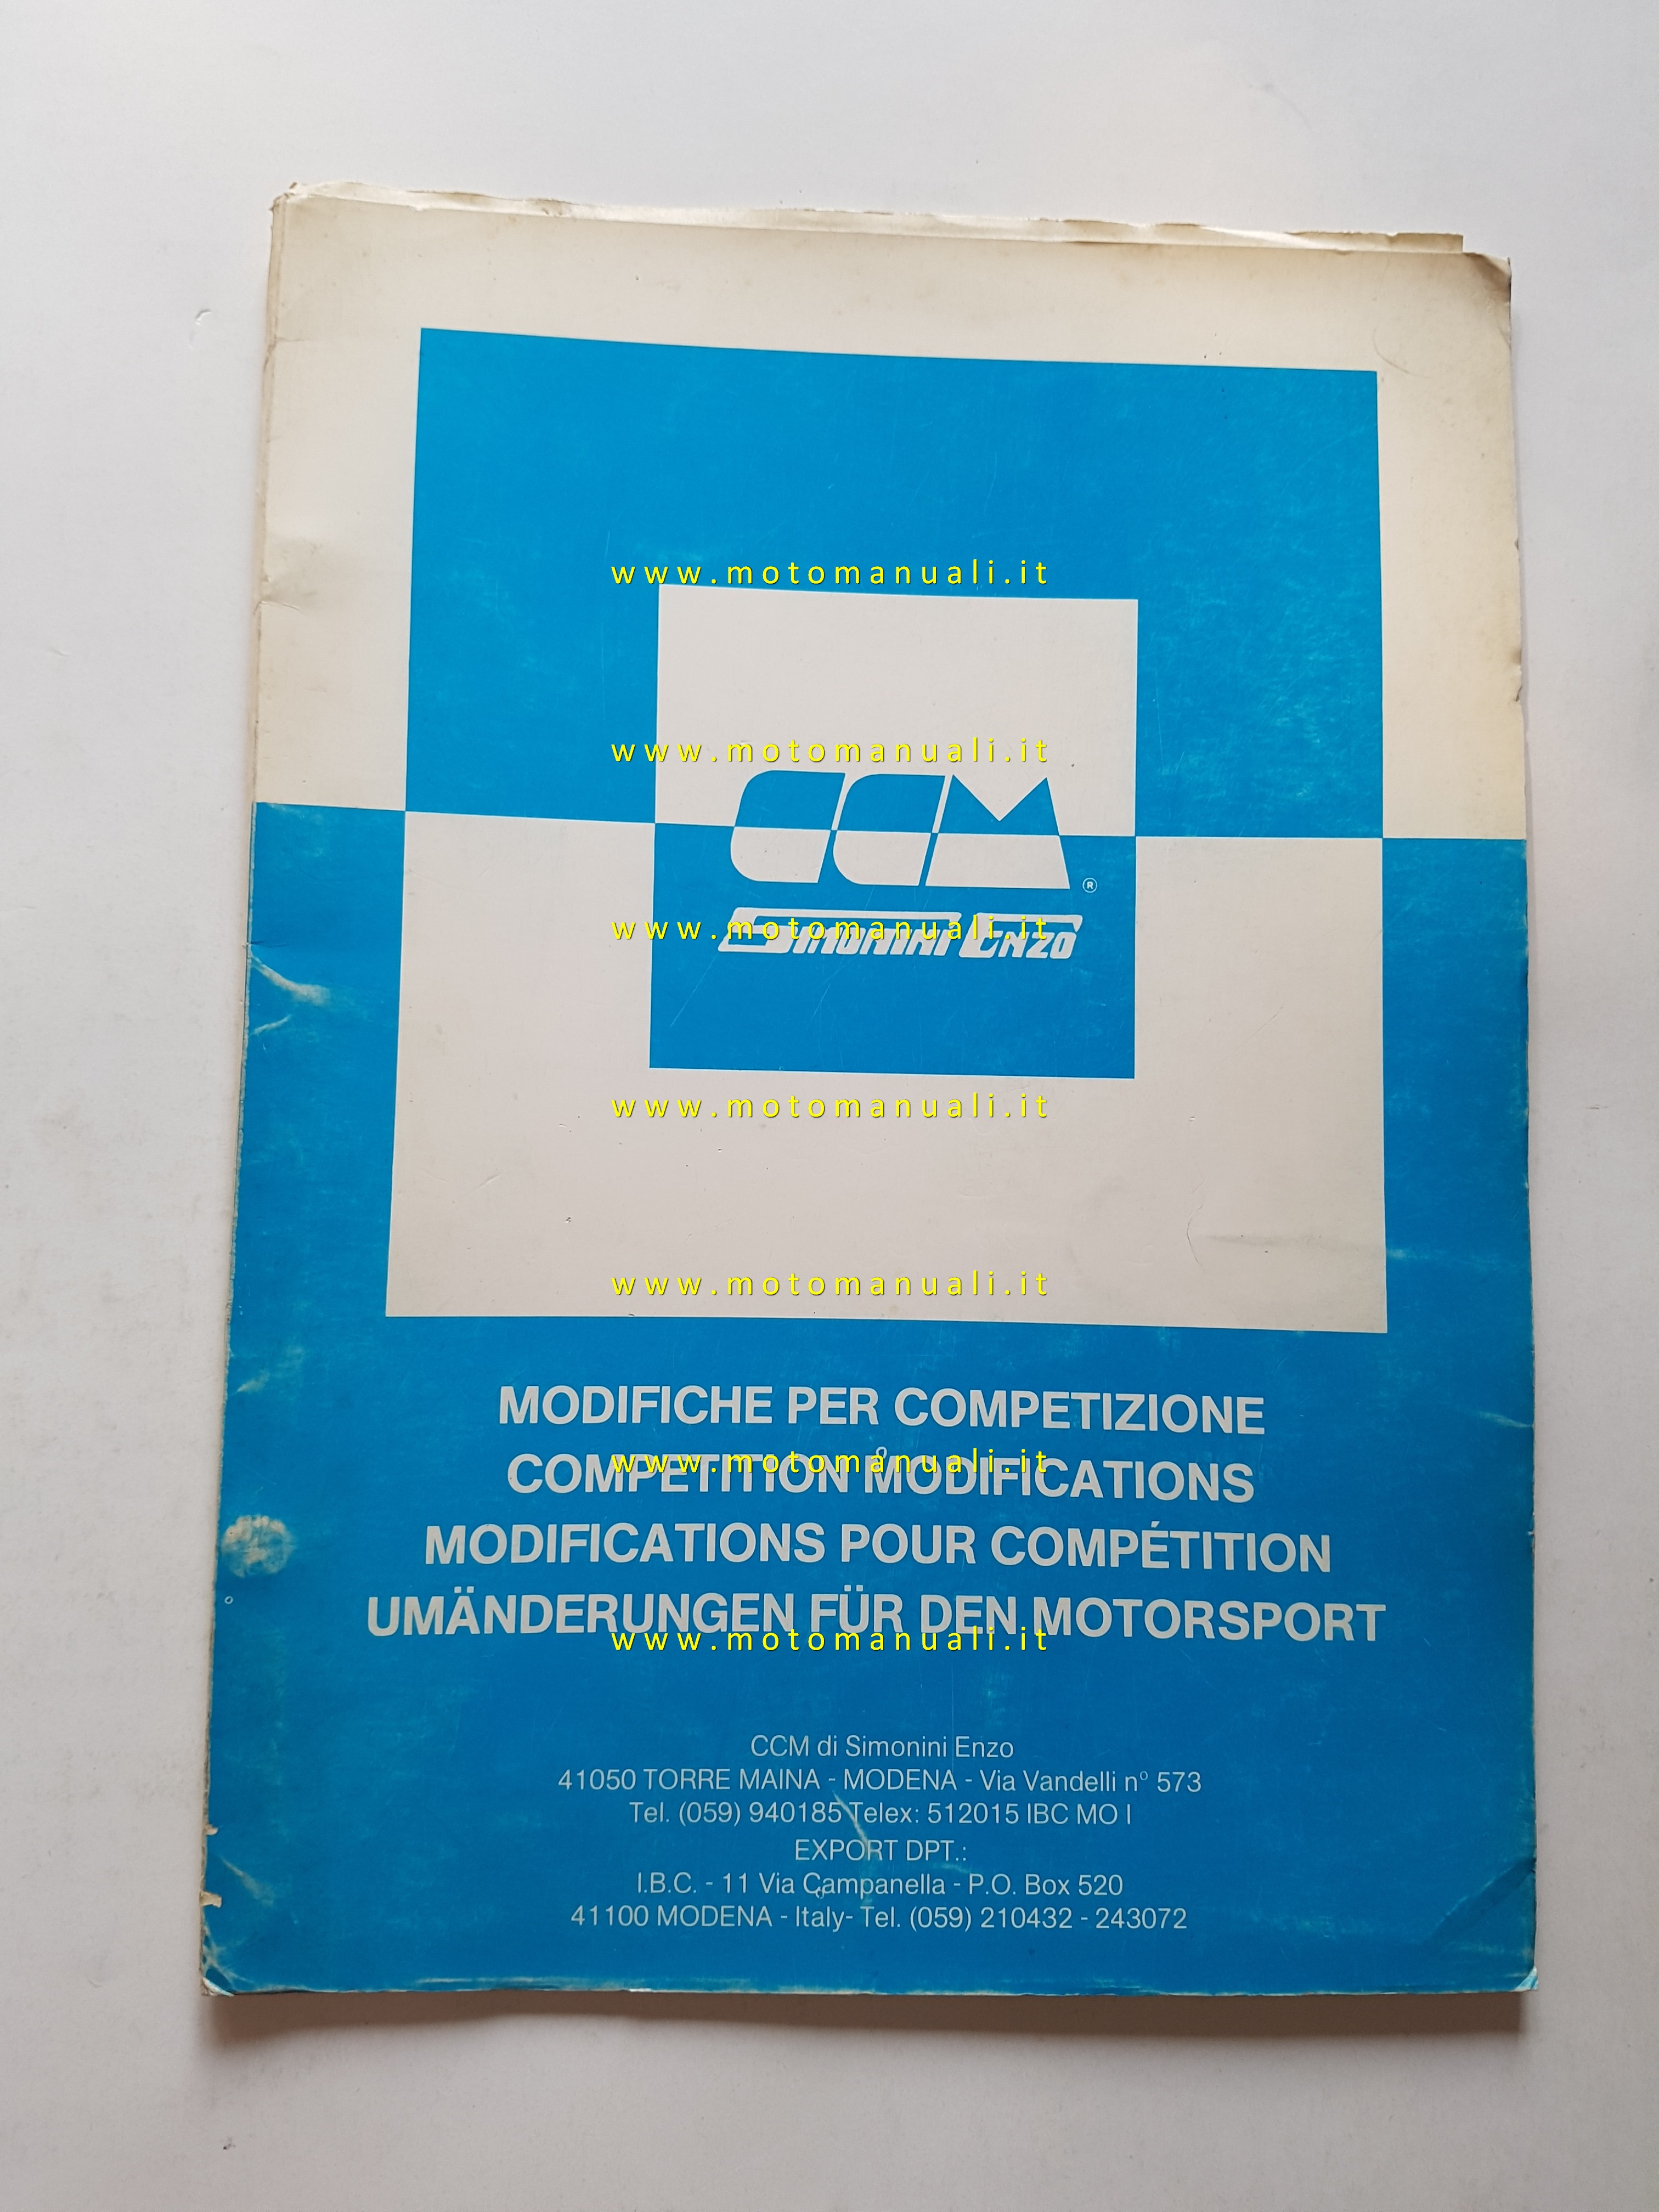 www.motomanuali.it
www.motomanuali.it
CCM ®
SIMONINI ENZO
www.motomanuali.it
www.motomanuali.it
www.motomanuali.it
MODIFICHE PER COMPETIZIONE
COMPETITION MODIFICATIONS
www.motomanuali.it
MODIFICATIONS POUR COMPÉTITION
UMÄNDERUNGEN FÜR DEN MOTORSPORT
www.motomanuali.it
CCM di Simonini Enzo
41050 TORRE MAINA - MODENA - Via Vandelli n° 573
Tel. (059) 940185 Telex: 512015 IBC MO I
EXPORT DPT.:
I.B.C. - 11 Via Campanella - P.O. Box 520
41100 MODENA - Italy- Tel. (059) 210432 - 243072